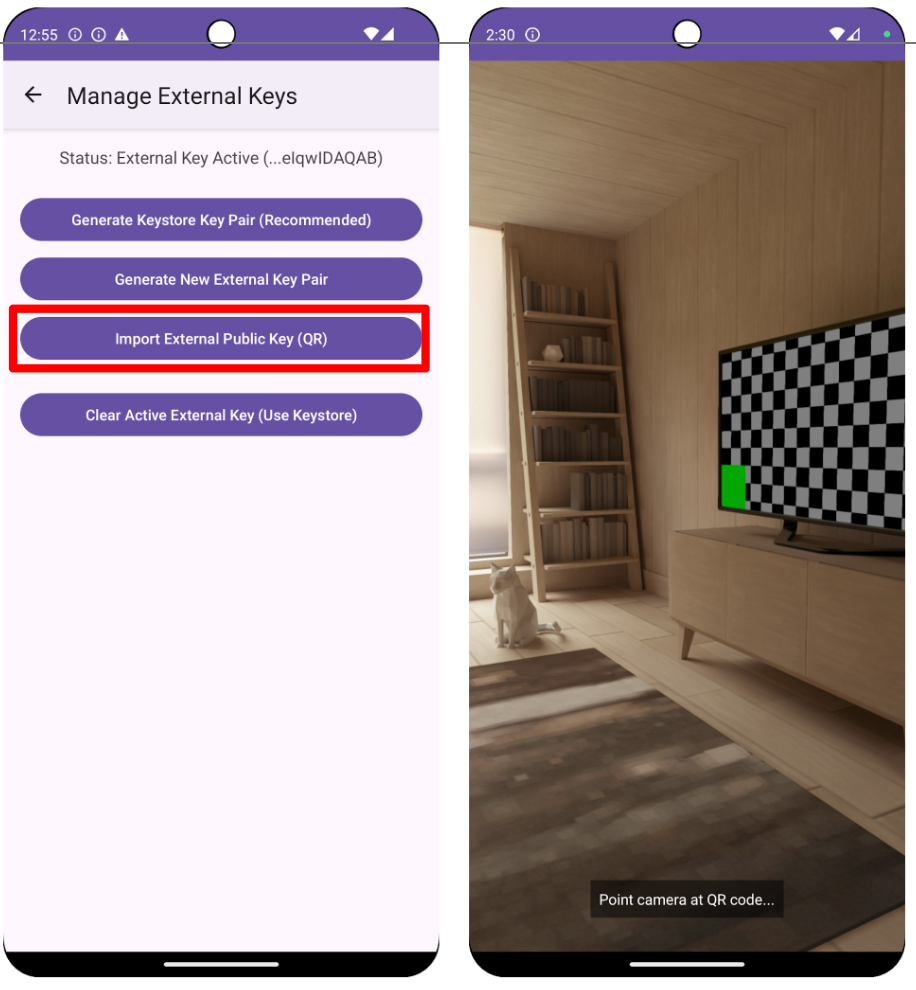 12:55
Manage External Keys
Status: External Key Active (...elqwIDAQAB)
Generate Keystore Key Pair (Recommended)
Generate New External Key Pair
Import External Public Key (QR)
Clear Active External Key (Use Keystore)
2:30
Point camera at QR code...